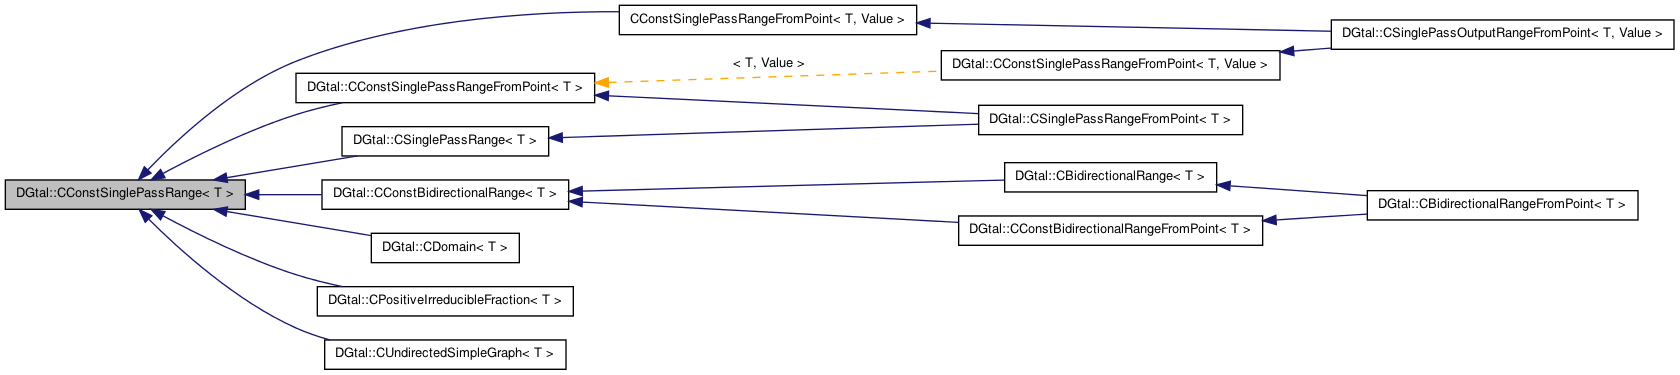 CConstSinglePassRangeFromPoint< T, Value >
DGtal::CSinglePassOutputRangeFromPoint< T, Value >
< T, Value >
DGtal::CConstSinglePassRangeFromPoint< T, Value >
DGtal::CConstSinglePassRangeFromPoint< T >
DGtal::CSinglePassRangeFromPoint< T >
DGtal::CSinglePassRange< T >
DGtal::CConstSinglePassRange< T >
DGtal::CConstBidirectionalRange< T >
DGtal::CBidirectionalRange< T >
DGtal::CBidirectionalRangeFromPoint< T >
DGtal::CConstBidirectionalRangeFromPoint< T >
DGtal::CDomain< T >
DGtal::CPositiveIrreducibleFraction< T >
DGtal::CUndirectedSimpleGraph< T >